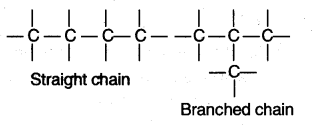 –C–C–C–C– –C–C–C–
–C–
Straight chain
Branched chain